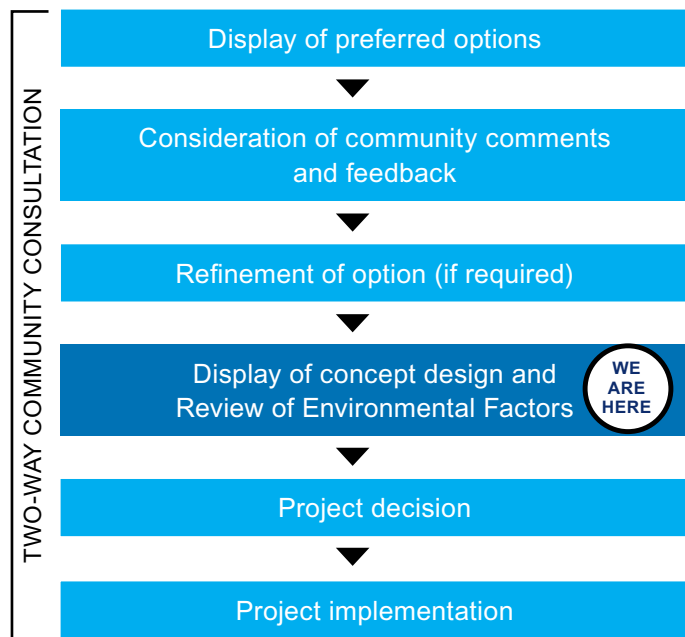 TWO-WAY COMMUNITY CONSULTATION
Display of preferred options
Consideration of community comments
and feedback
Refinement of option (if required)
Display of concept design and
Review of Environmental Factors
WE
ARE
HERE
Project decision
Project implementation